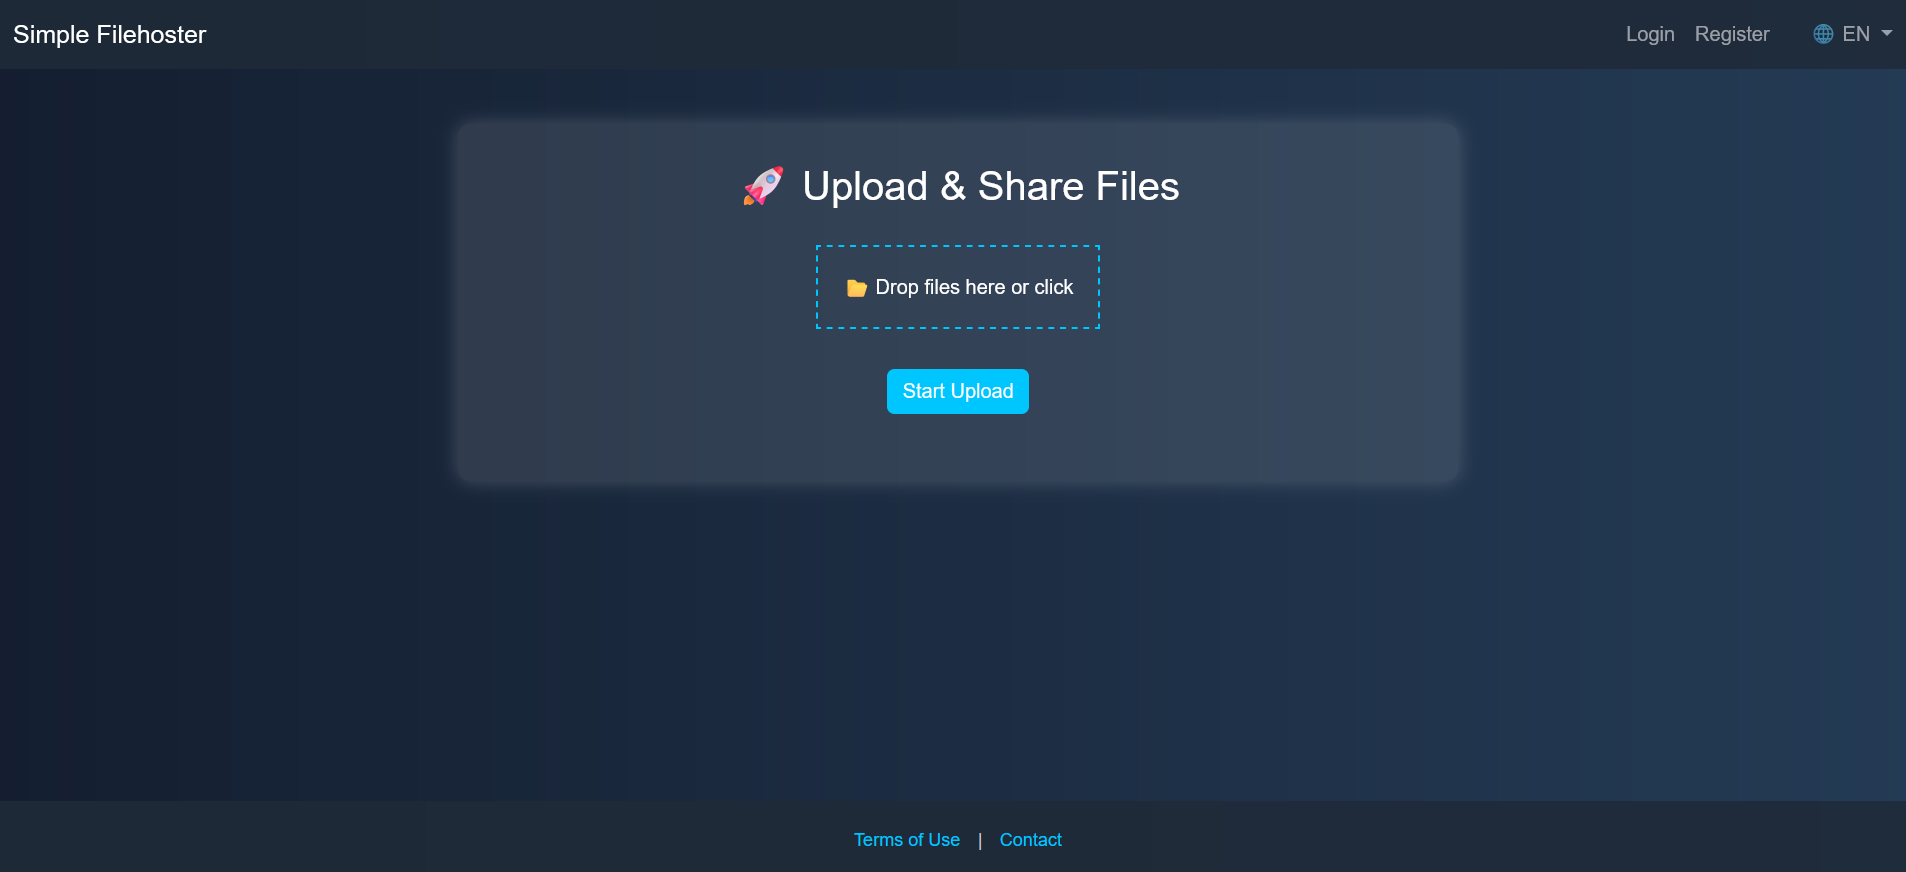 Simple Filehoster
Login Register 🌐 EN
🚀 Upload & Share Files
📂 Drop files here or click
Start Upload
Terms of Use | Contact